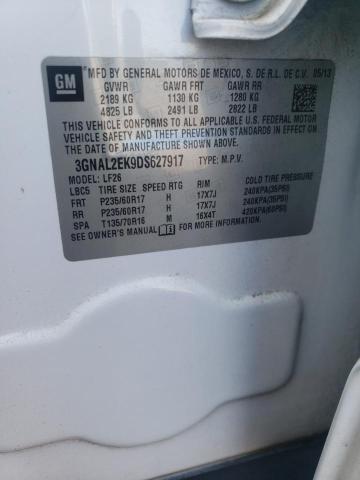 GM
MFD BY GENERAL MOTORS DE MEXICO, S. DE R.L. DE C.V. 05/13
GVWR GAWR FRT GAWR RR
2189 KG 1130 KG 1280 KG
4825 LB 2491 LB 2822 LB
THIS VEHICLE CONFORMS TO ALL APPLICABLE U.S. FEDERAL MOTOR VEHICLE SAFETY, BUMPER, AND THEFT PREVENTION STANDARDS IN EFFECT ON THE DATE OF MANUFACTURE SHOWN ABOVE.
3GNAL2EK9DS627917 TYPE: M.P.V.
MODEL: LF26
LBC5 TIRE SIZE SPEED RTG RIM COLD TIRE PRESSURE
FRT P235/60R17 H 17X7J 240KPA(35PSI)
RR P235/60R17 H 17X7J 240KPA(35PSI)
SPA T135/70R16 M 16X4T 420KPA(60PSI)
SEE OWNER'S MANUAL FOR MORE INFORMATION.